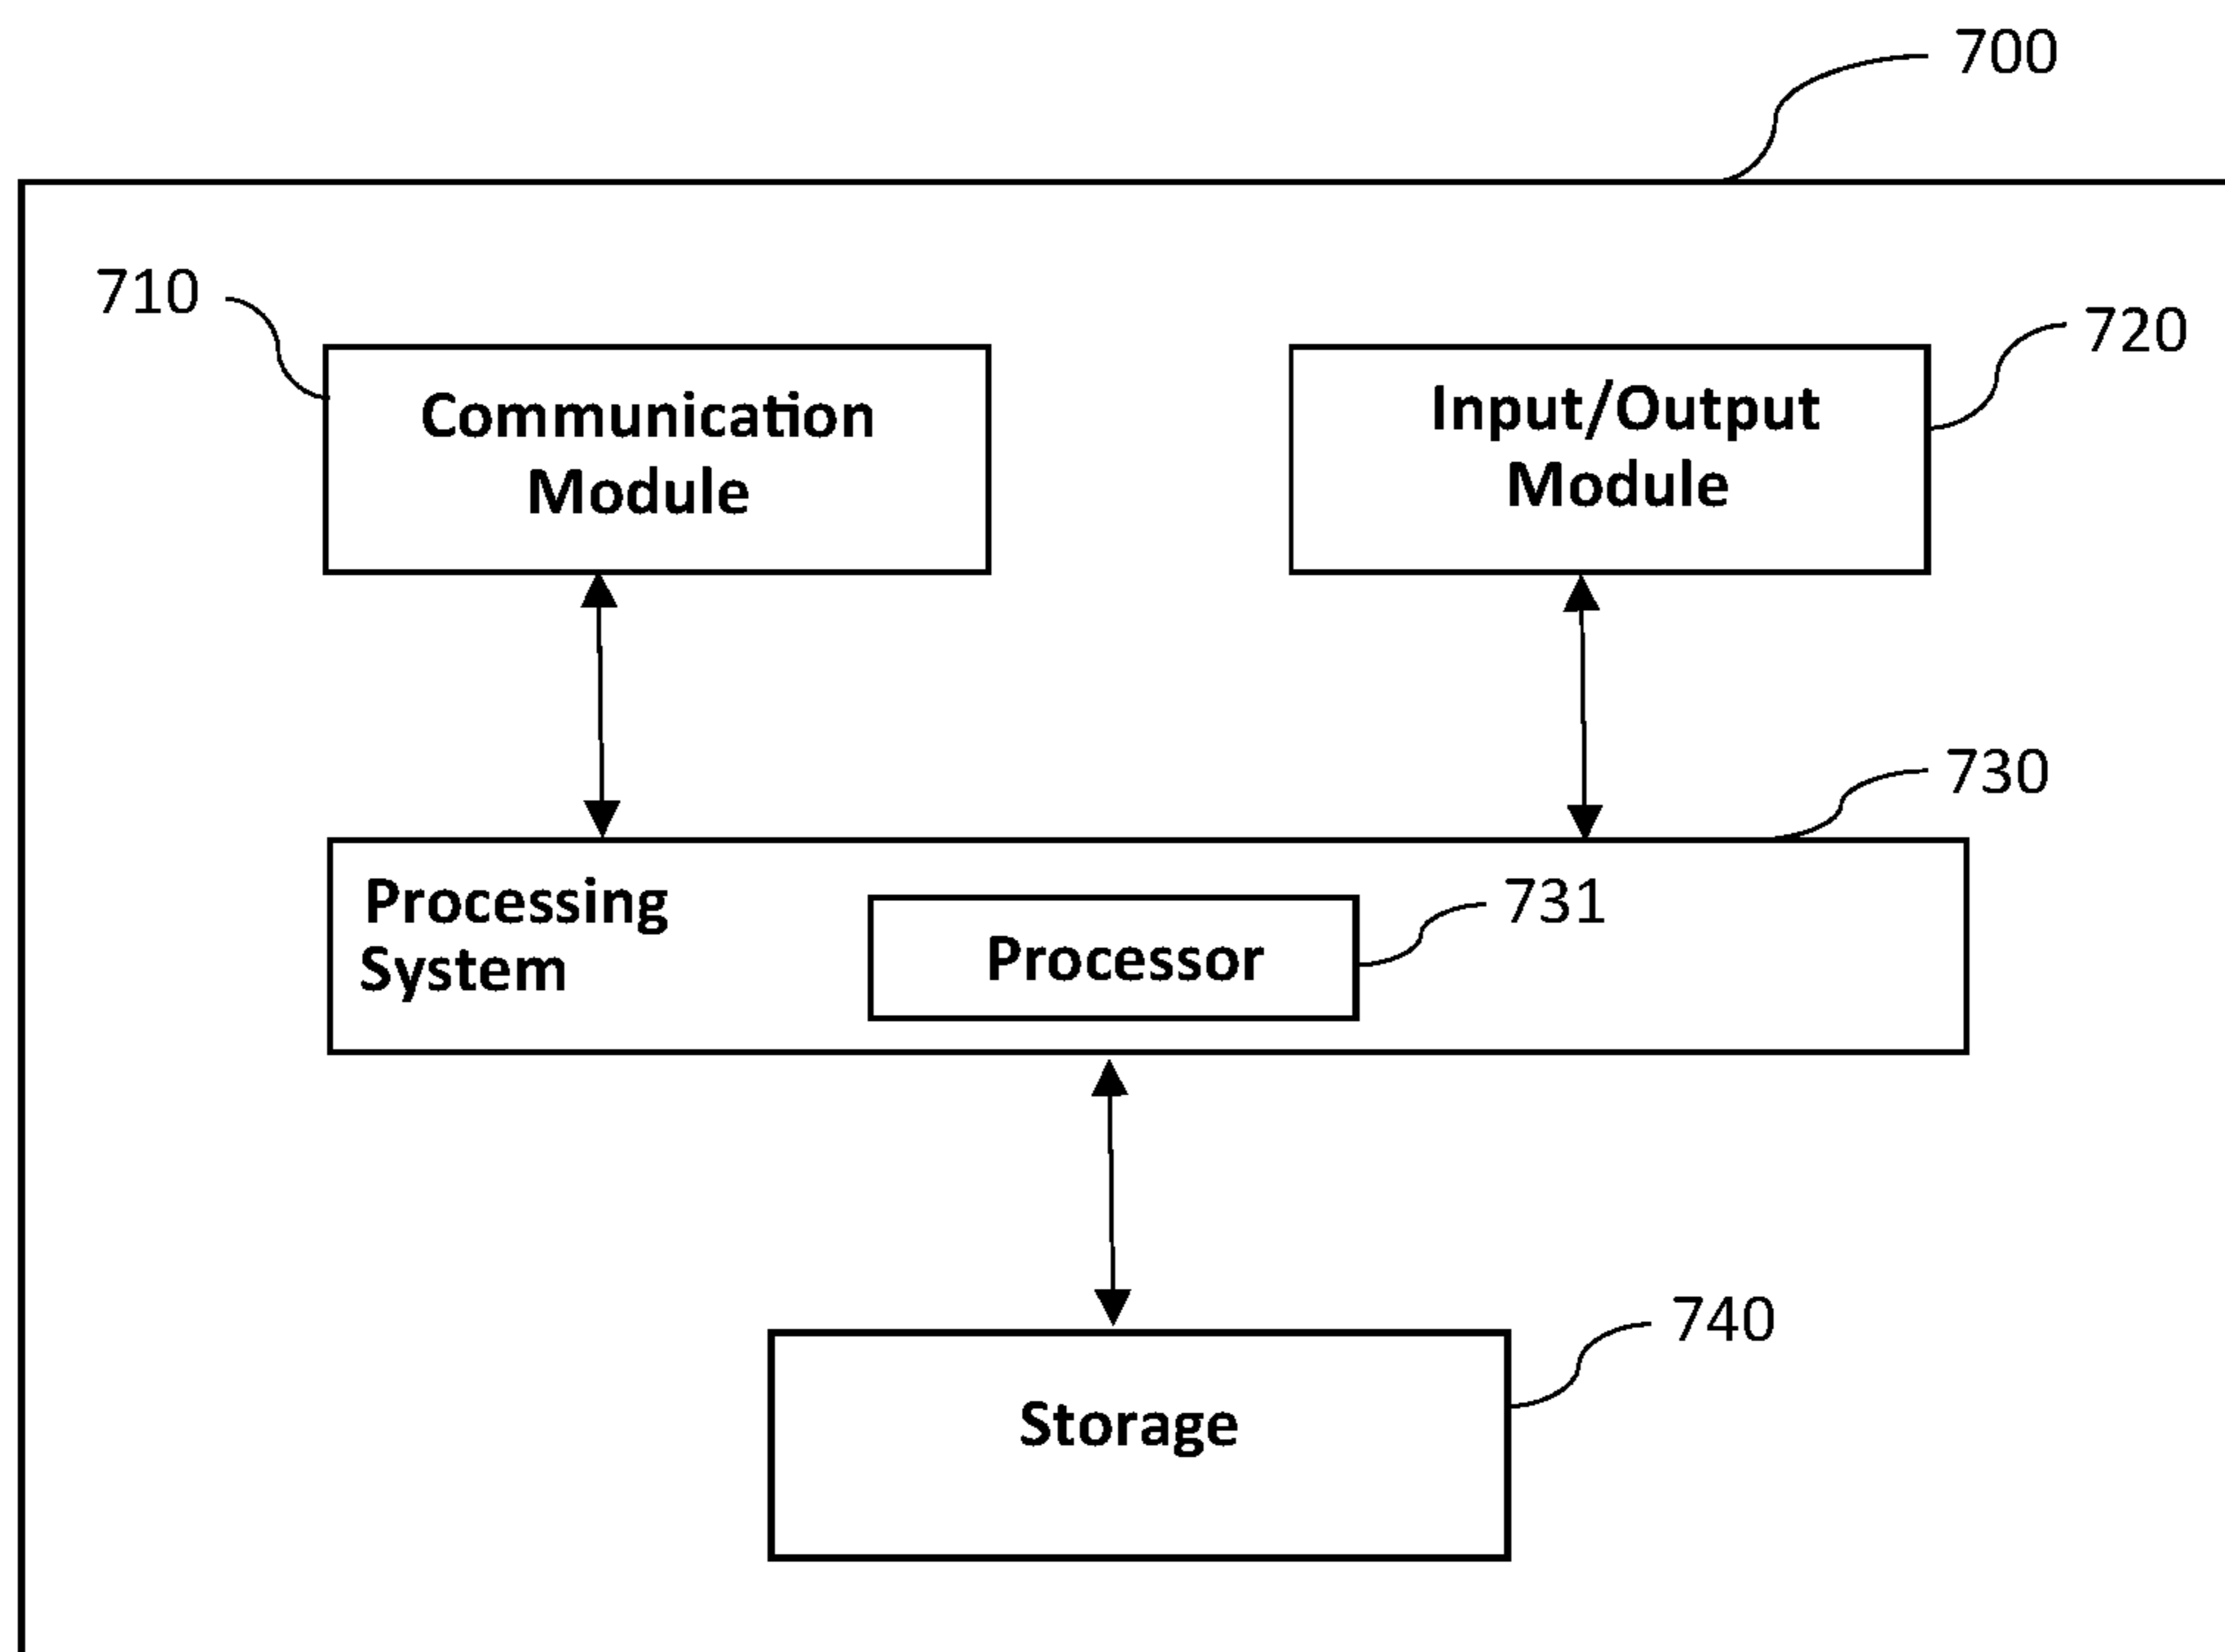 700
710
720
Communication
Module
Input/Output
Module
730
Processing
System
Processor
731
740
Storage